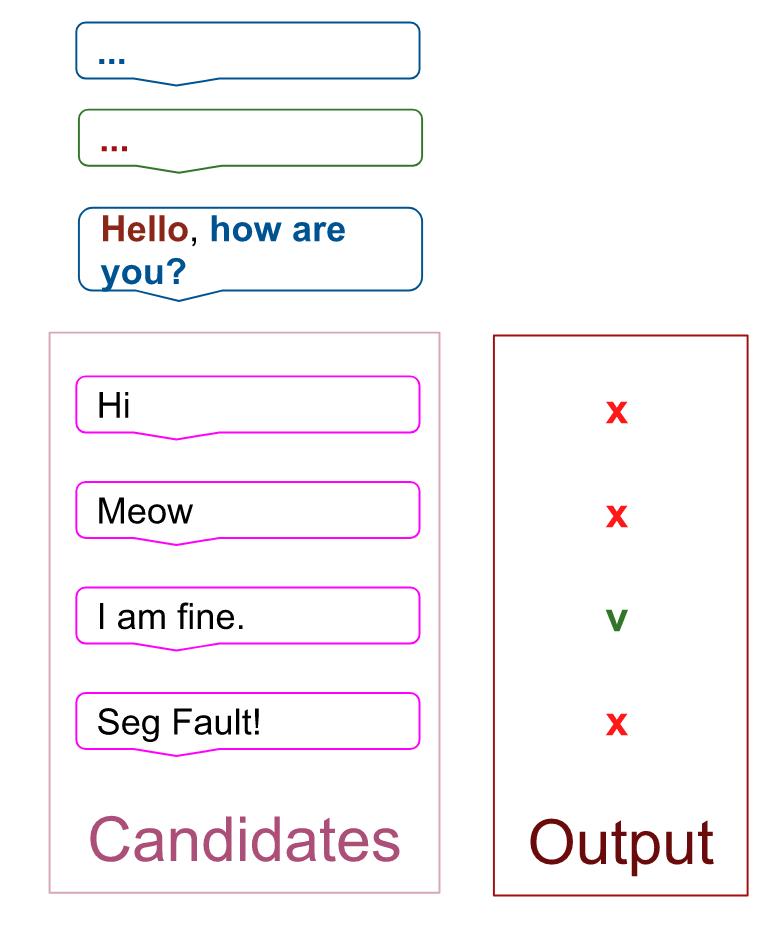 ...
...
Hello, how are
you?
Hi
x
Meow
x
I am fine.
v
Seg Fault!
x
Candidates
Output